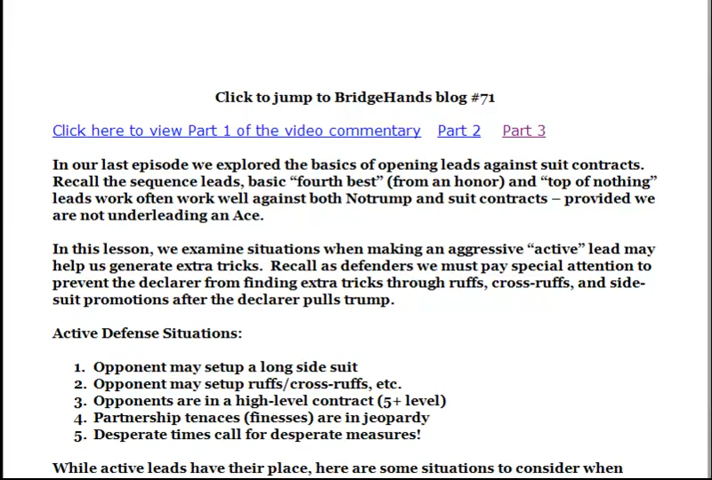 Click to jump to BridgeHands blog #71
Click here to view Part 1 of the video commentary Part 2 Part 3
In our last episode we explored the basics of opening leads against suit contracts.
Recall the sequence leads, basic “fourth best” (from an honor) and “top of nothing”
leads work often work well against both Notrump and suit contracts – provided we
are not underleading an Ace.
In this lesson, we examine situations when making an aggressive “active” lead may
help us generate extra tricks. Recall as defenders we must pay special attention to
prevent the declarer from finding extra tricks through ruffs, cross-ruffs, and side-
suit promotions after the declarer pulls trump.
Active Defense Situations:
1. Opponent may setup a long side suit
2. Opponent may setup ruffs/cross-ruffs, etc.
3. Opponents are in a high-level contract (5+ level)
4. Partnership tenaces (finesses) are in jeopardy
5. Desperate times call for desperate measures!
While active leads have their place, here are some situations to consider when